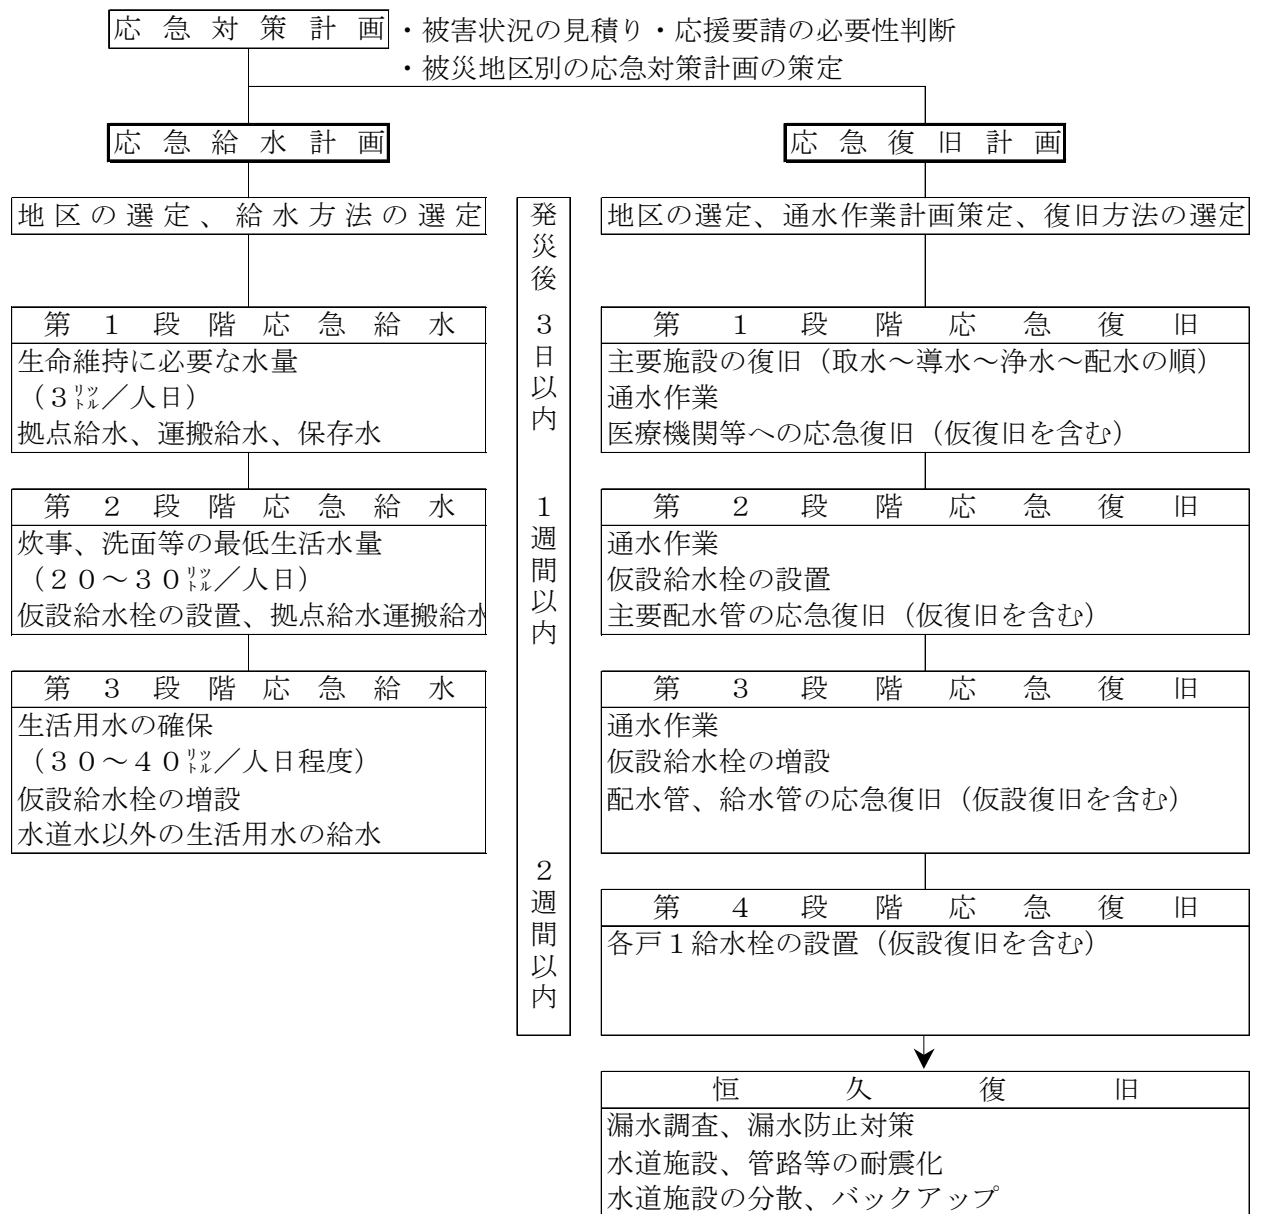 応急対策計画 ・被害状況の見積り・応援要請の必要性判断
・被災地区別の応急対策計画の策定
応急給水計画
地区の選定、給水方法の選定
第１段階応急給水
生命維持に必要な水量
（３㍑／人日）
拠点給水、運搬給水、保存水
第２段階応急給水
炊事、洗面等の最低生活水量
（２０～３０㍑／人日）
仮設給水栓の設置、拠点給水運搬給水
第３段階応急給水
生活用水の確保
（３０～４０㍑／人日程度）
仮設給水栓の増設
水道水以外の生活用水の給水
発災後
３日以内
１週間以内
２週間以内
応急復旧計画
地区の選定、通水作業計画策定、復旧方法の選定
第１段階応急復旧
主要施設の復旧（取水～導水～浄水～配水の順）
通水作業
医療機関等への応急復旧（仮復旧を含む）
第２段階応急復旧
通水作業
仮設給水栓の設置
主要配水管の応急復旧（仮復旧を含む）
第３段階応急復旧
通水作業
仮設給水栓の増設
配水管、給水管の応急復旧（仮設復旧を含む）
第４段階応急復旧
各戸１給水栓の設置（仮設復旧を含む）
恒久復旧
漏水調査、漏水防止対策
水道施設、管路等の耐震化
水道施設の分散、バックアップ